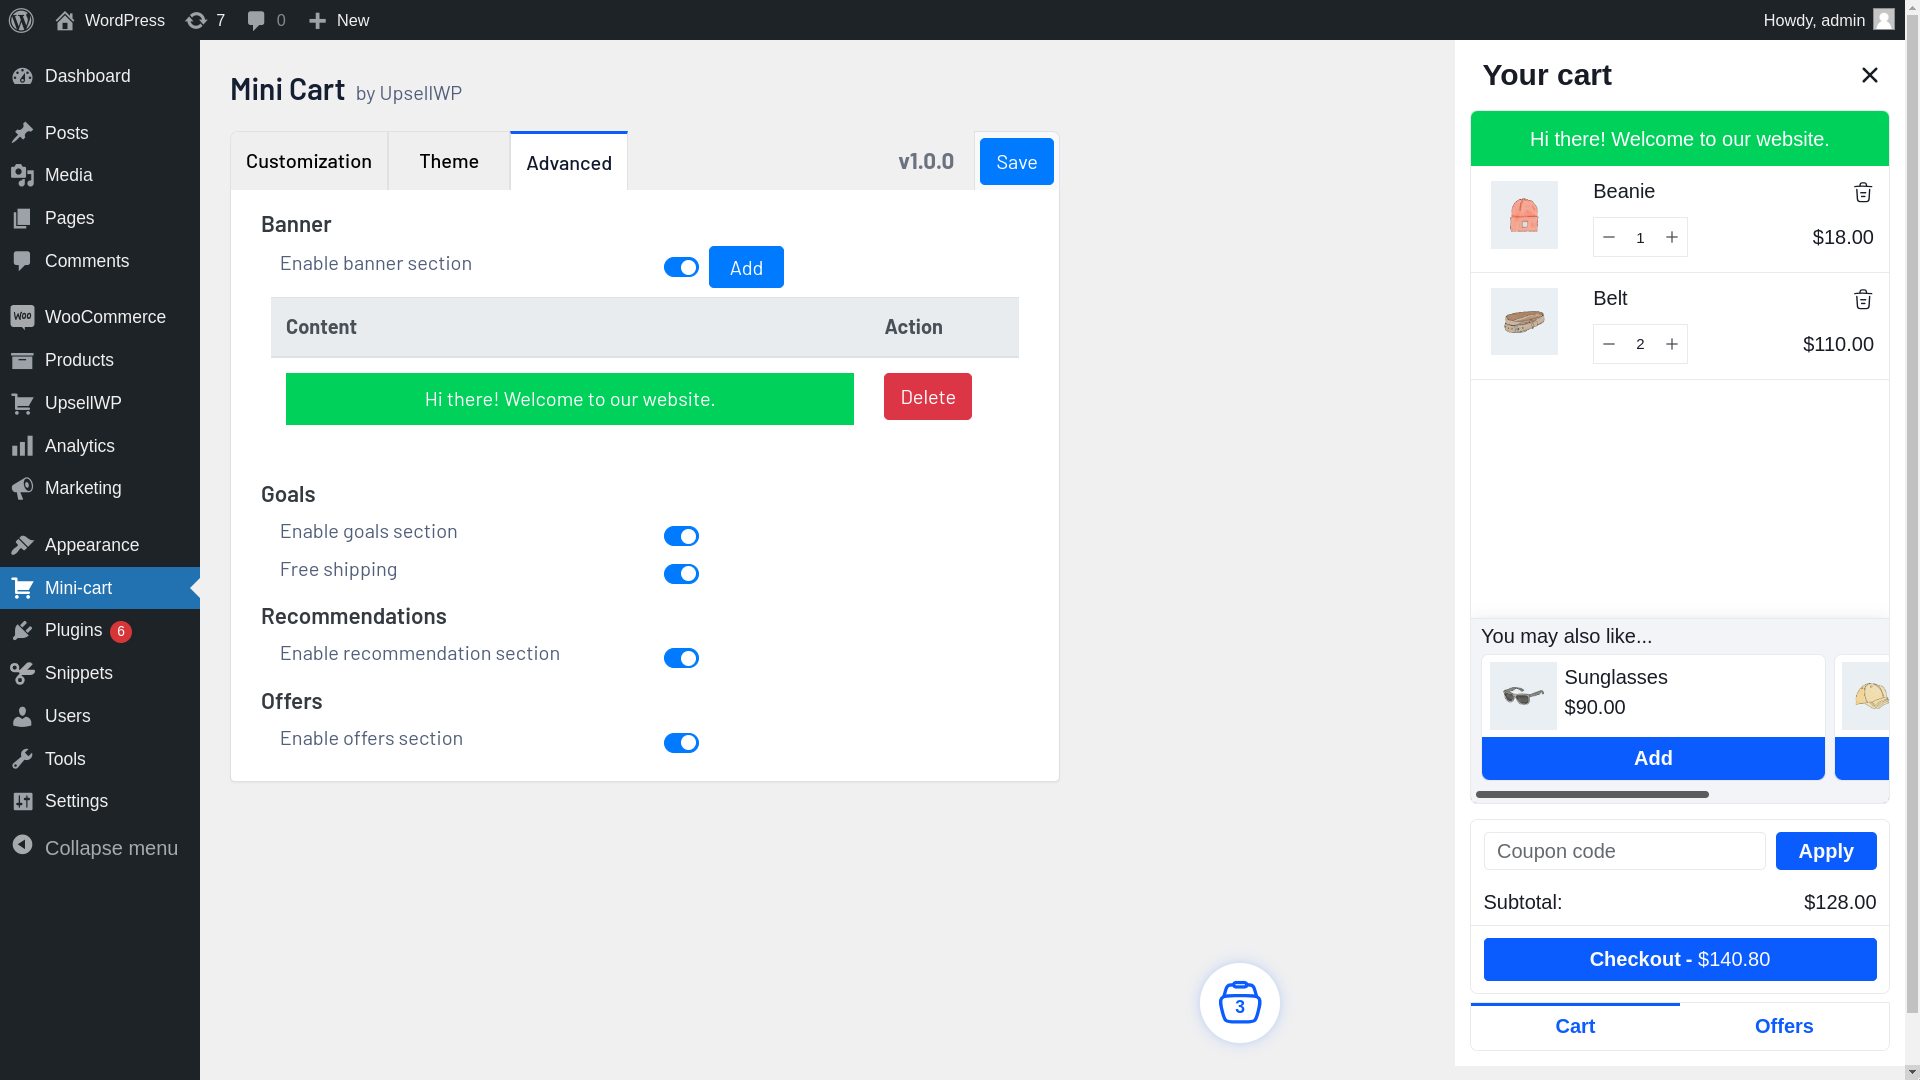 WordPress 7 0 New Howdy, admin
Dashboard
Posts
Media
Pages
Comments
Woo WooCommerce
Products
UpsellWP
Analytics
Marketing
Appearance
Mini-cart
Plugins 6
Snippets
Users
Tools
Settings
Collapse menu
Mini Cart by UpsellWP
Customization Theme Advanced v1.0.0 Save
Banner
Enable banner section Add
Content Action
Hi there! Welcome to our website. Delete
Goals
Enable goals section
Free shipping
Recommendations
Enable recommendation section
Offers
Enable offers section
3
Your cart
Hi there! Welcome to our website.
Beanie
1 $18.00
Belt
2 $110.00
You may also like...
Sunglasses
$90.00
Add
Coupon code Apply
Subtotal: $128.00
Checkout - $140.80
Cart Offers